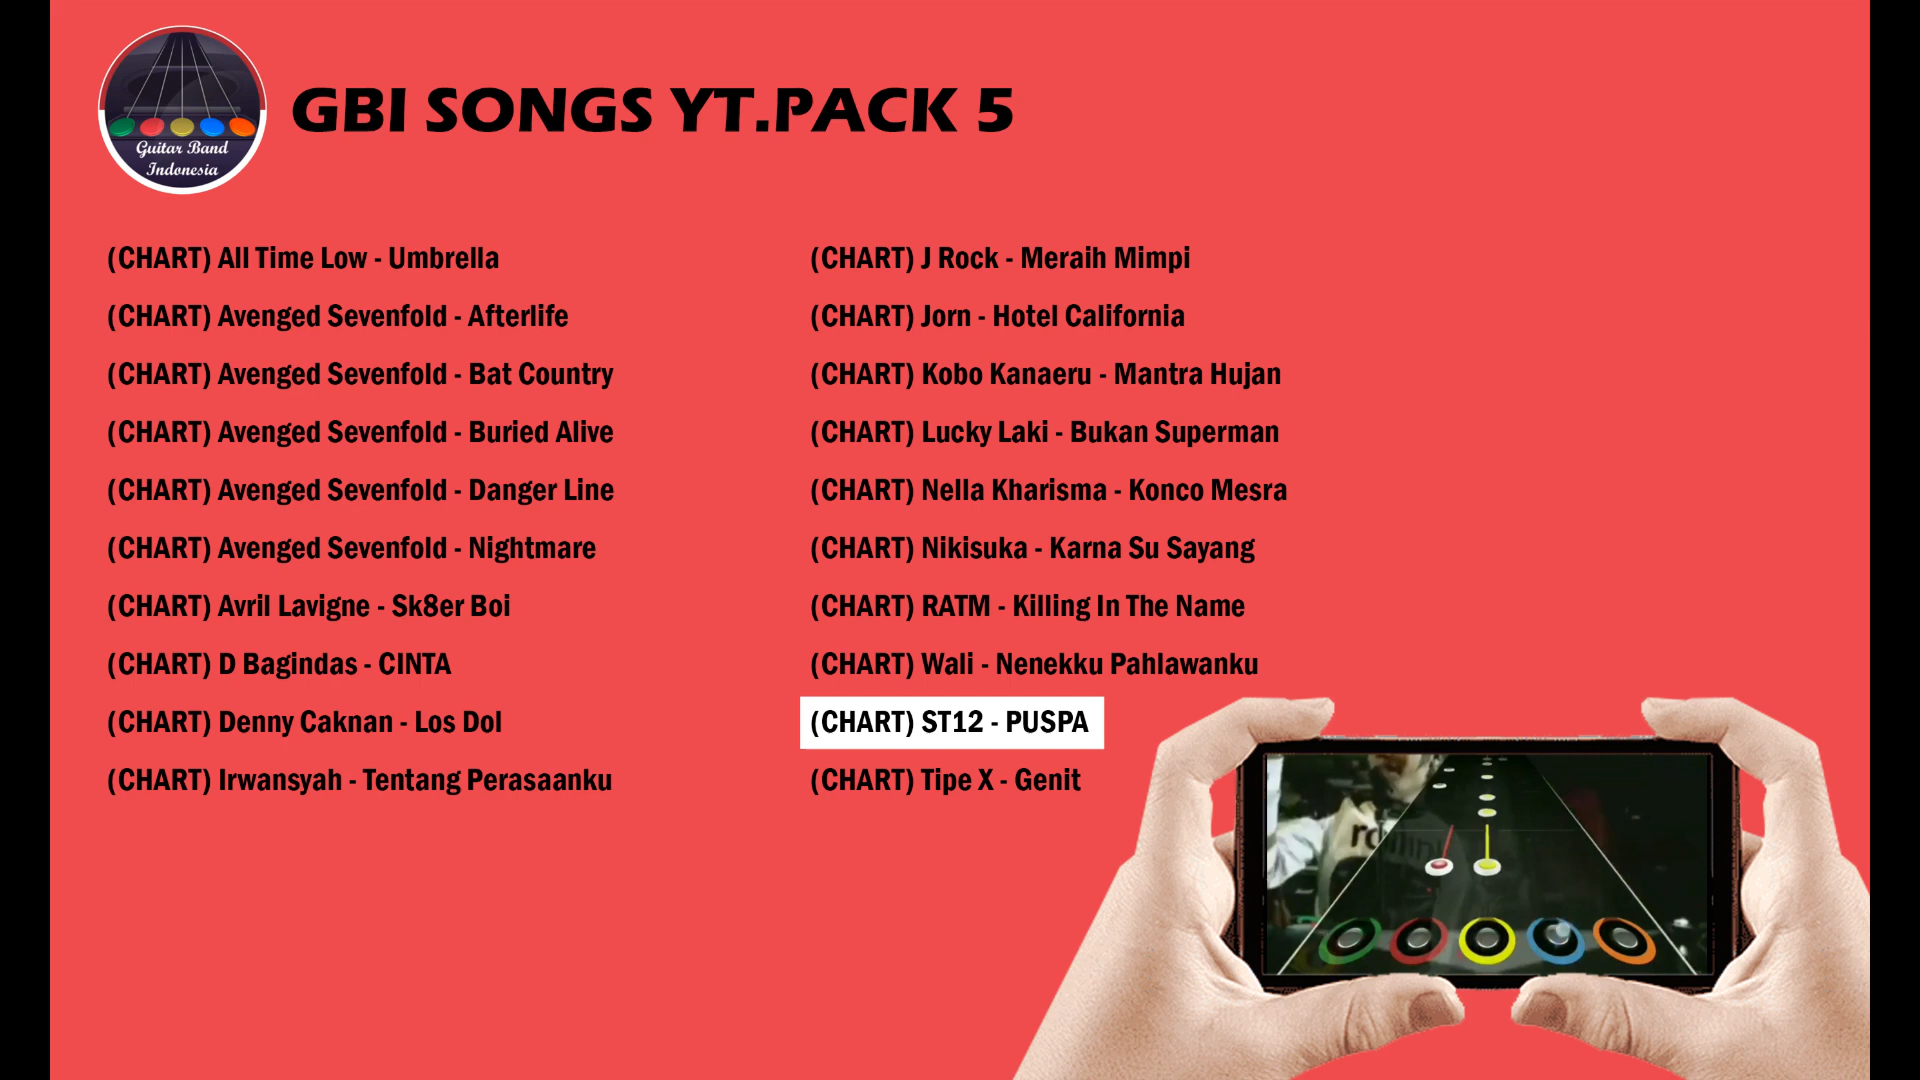 Guitar Band
Indonesia
GBI SONGS YT.PACK 5
(CHART) All Time Low - Umbrella
(CHART) Avenged Sevenfold - Afterlife
(CHART) Avenged Sevenfold - Bat Country
(CHART) Avenged Sevenfold - Buried Alive
(CHART) Avenged Sevenfold - Danger Line
(CHART) Avenged Sevenfold - Nightmare
(CHART) Avril Lavigne - Sk8er Boi
(CHART) D Bagindas - CINTA
(CHART) Denny Caknan - Los Dol
(CHART) Irwansyah - Tentang Perasaanku
(CHART) J Rock - Meraih Mimpi
(CHART) Jorn - Hotel California
(CHART) Kobo Kanaeru - Mantra Hujan
(CHART) Lucky Laki - Bukan Superman
(CHART) Nella Kharisma - Konco Mesra
(CHART) Nikisuka - Karna Su Sayang
(CHART) RATM - Killing In The Name
(CHART) Wali - Nenekku Pahlawanku
(CHART) ST12 - PUSPA
(CHART) Tipe X - Genit